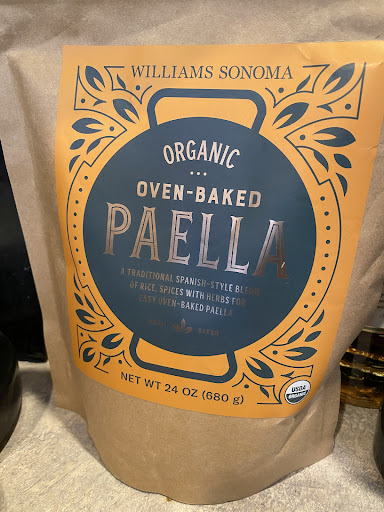 WILLIAMS SONOMA
ORGANIC
OVEN-BAKED
PAELLA
A TRADITIONAL SPANISH-STYLE BLEND
OF RICE, SPICES WITH HERBS FOR
EASY OVEN-BAKED PAELLA
NET WT 24 OZ (680 g)
USDA
ORGANIC